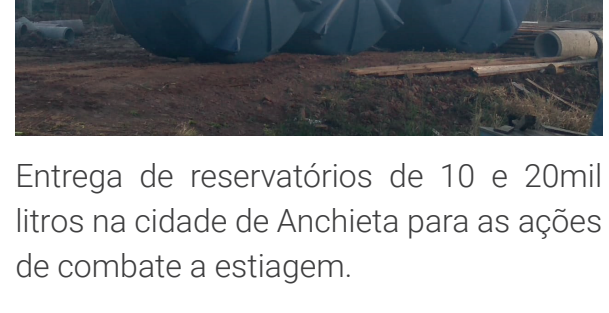 Entrega de reservatórios de 10 e 20mil
litros na cidade de Anchieta para as ações
de combate a estiagem.